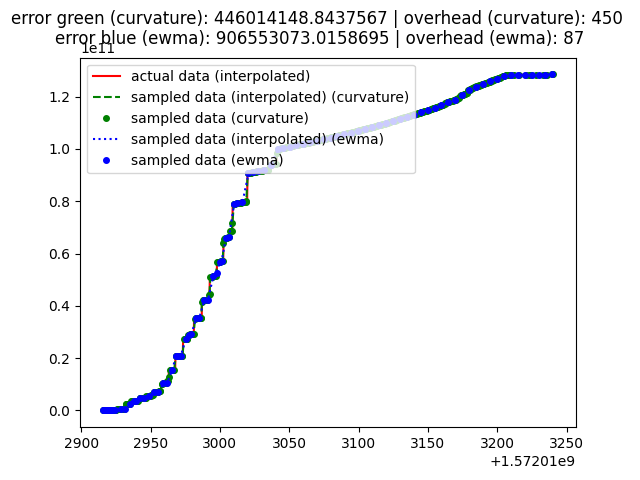 error green (curvature): 446014148.8437567 | overhead (curvature): 450
error blue (ewma): 906553073.0158695 | overhead (ewma): 87
1e11
actual data (interpolated)
sampled data (interpolated) (curvature)
sampled data (curvature)
sampled data (interpolated) (ewma)
sampled data (ewma)
1.2
1.0
0.8
0.6
0.4
0.2
0.0
2900 2950 3000 3050 3100 3150 3200 3250
+1.57201e9